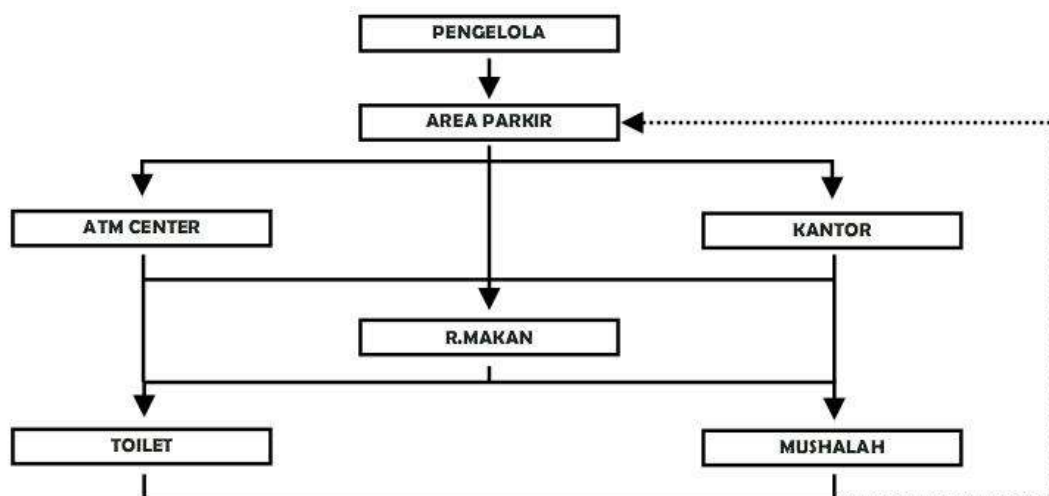 PENGELOLA
AREA PARKIR
ATM CENTER
KANTOR
R.MAKAN
TOILET
MUSHALAH